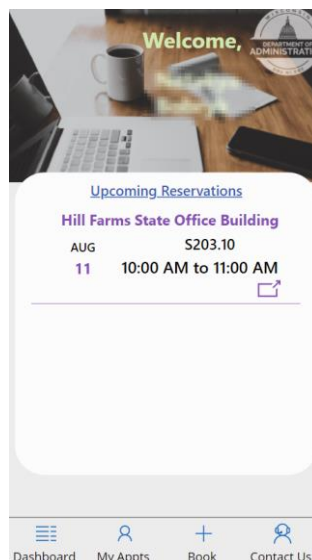 Welcome,
WISCONSIN
DEPARTMENT OF
ADMINISTRATI
Upcoming Reservations
Hill Farms State Office Building
AUG
S203.10
11
10:00 AM to 11:00 AM
Dashboard
My Appts
Book
Contact Us